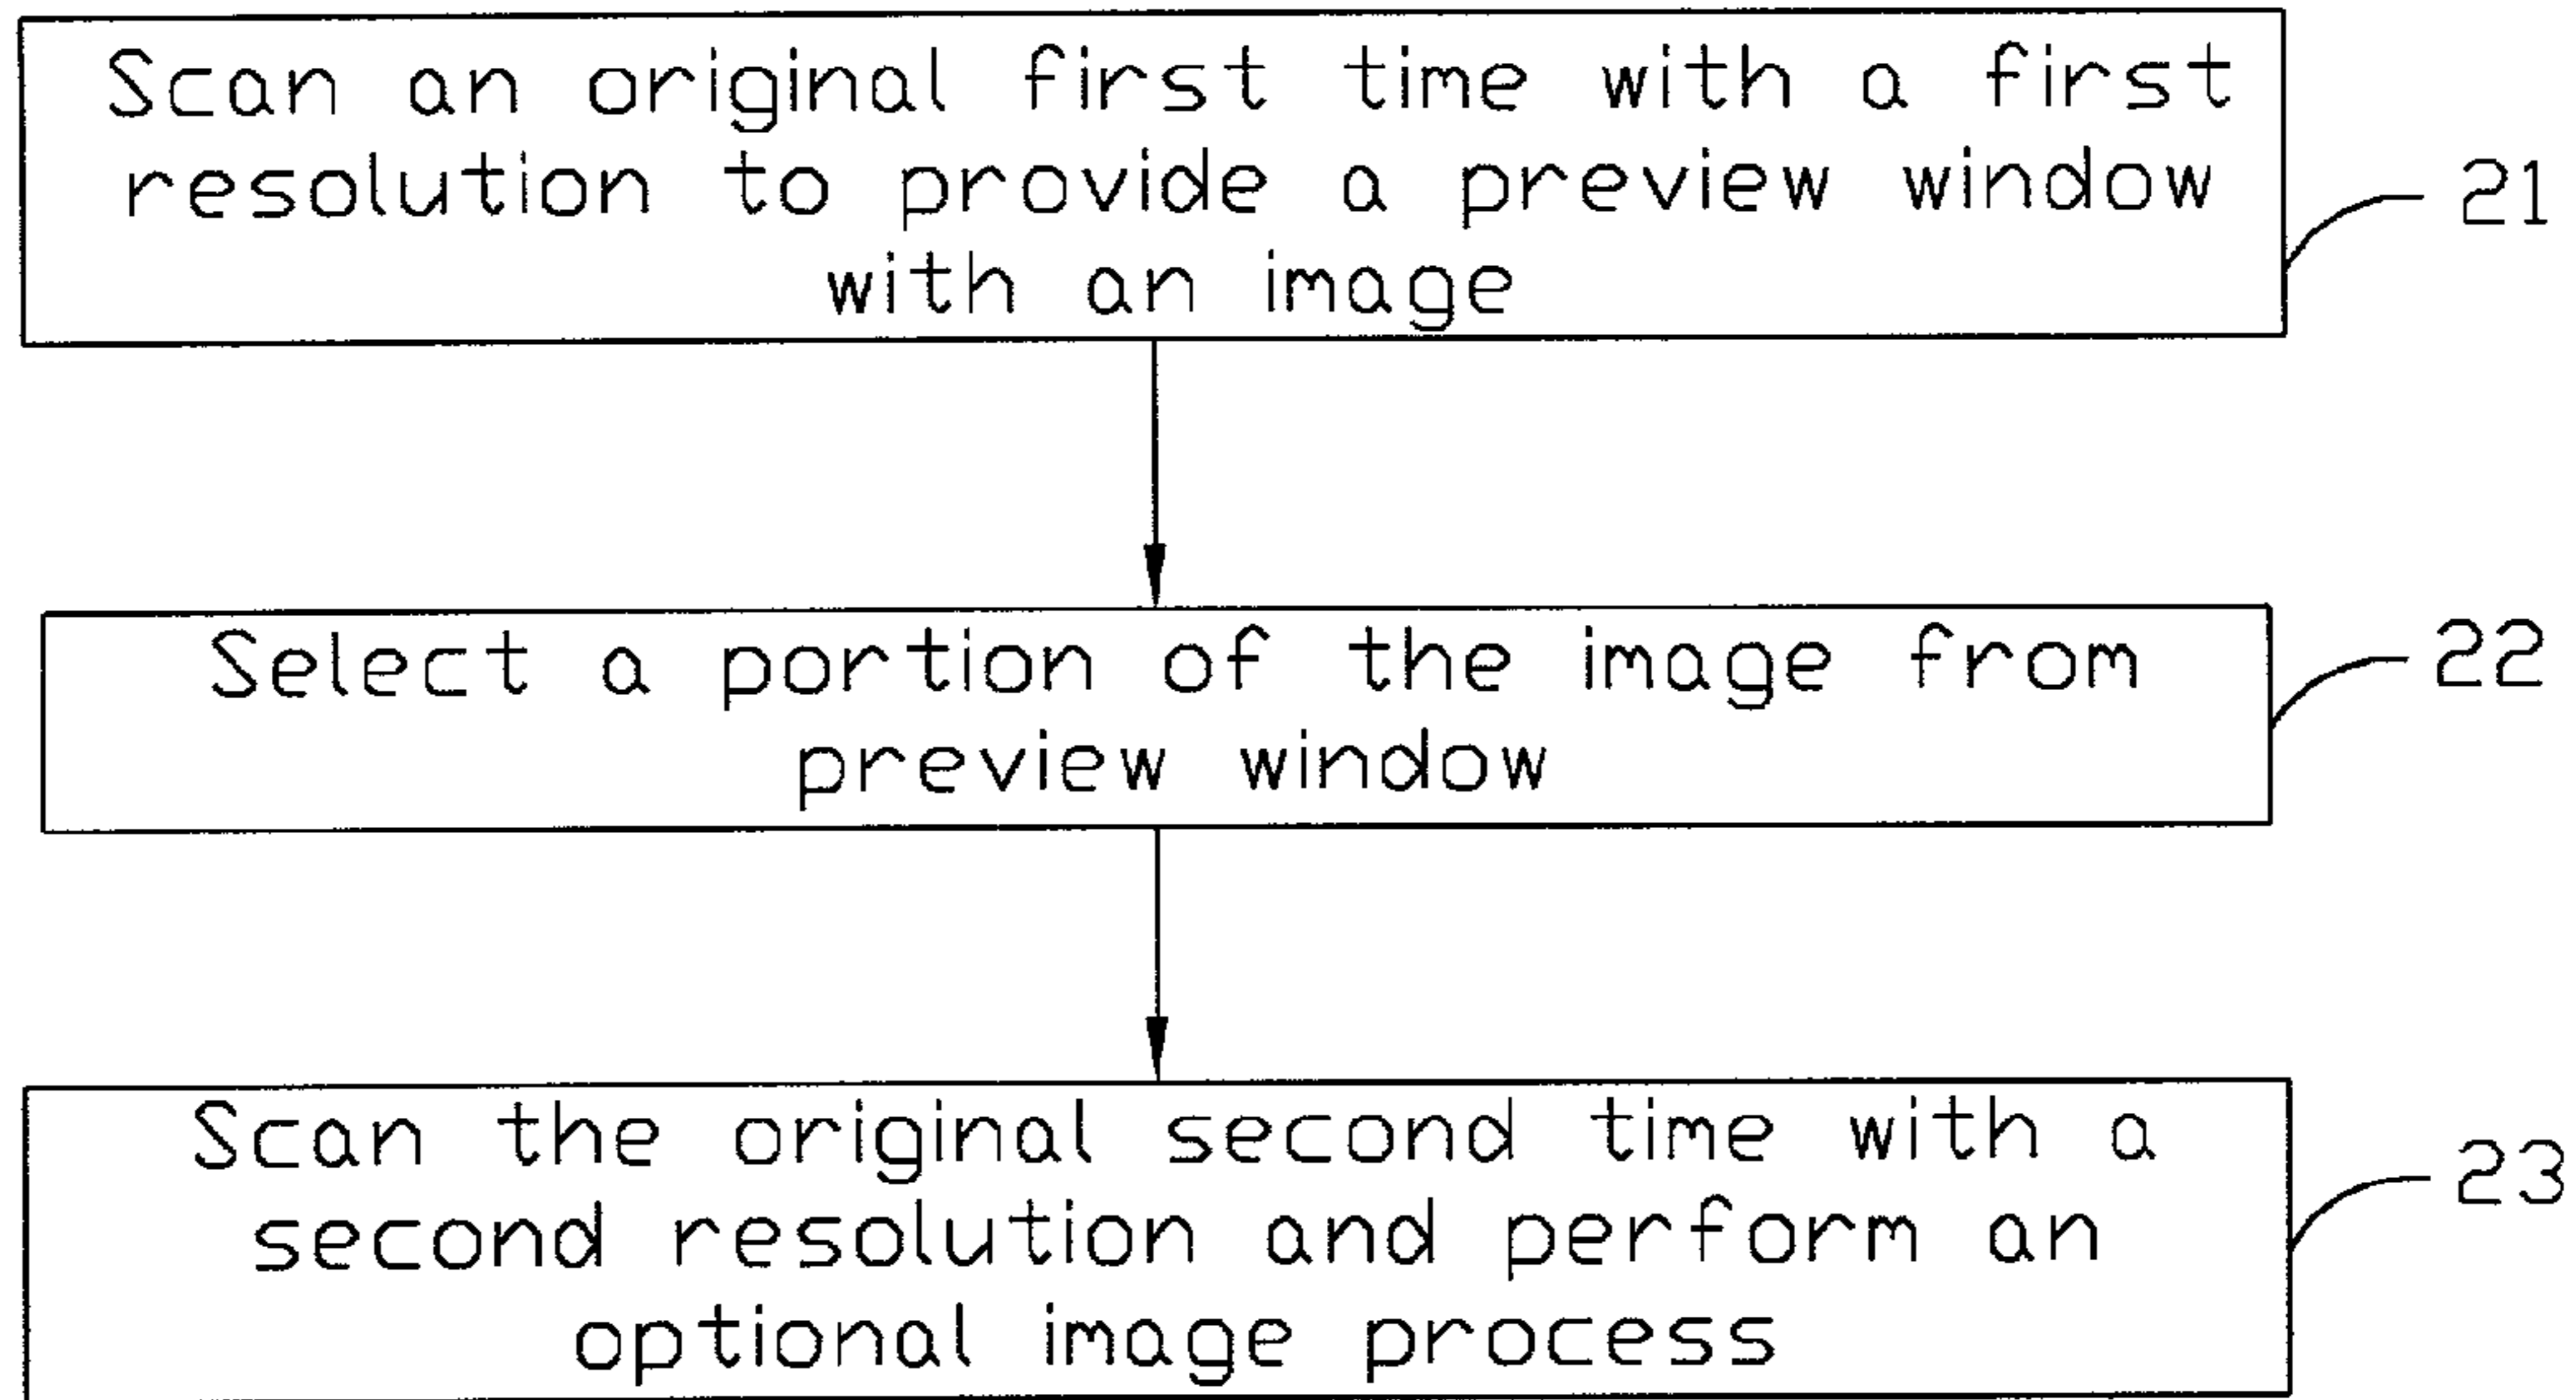 Scan an original first time with a first
resolution to provide a preview window
with an image
21
Select a portion of the image from
preview window
22
Scan the original second time with a
second resolution and perform an
optional image process
23